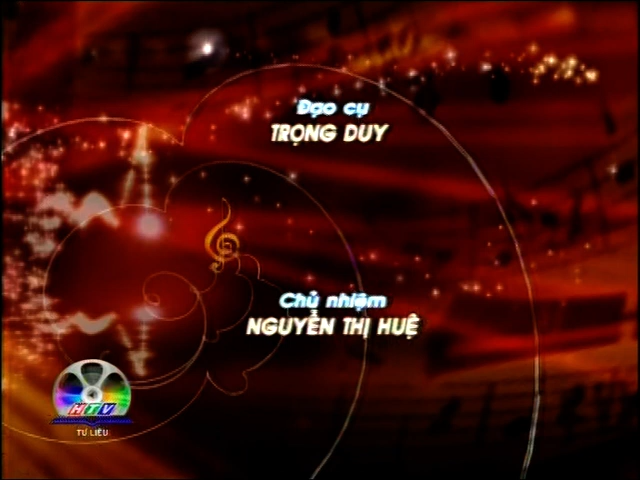 Đạo cụ
TRỌNG DUY
Chủ nhiệm
NGUYỄN THỊ HUỆ
HTV
TƯ LIỆU